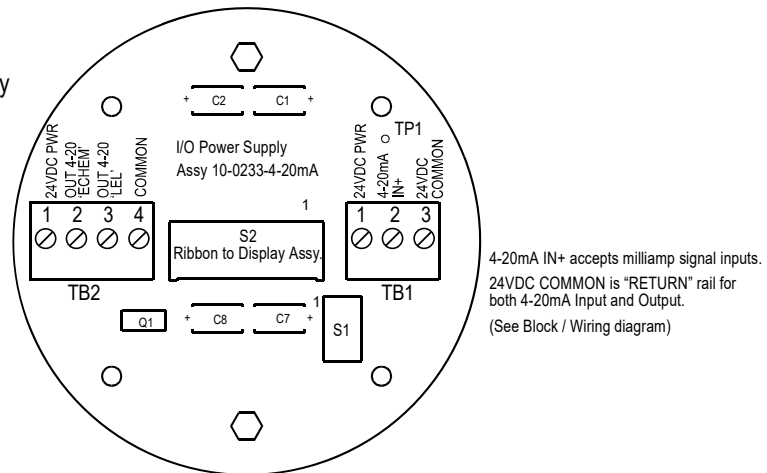 y
+ C2 C1 +
TP1
24VDC PWR
OUT 4-20
‘ECHEM’
OUT 4-20
‘LEL’
COMMON
I/O Power Supply
Assy 10-0233-4-20mA
24VDC PWR
4-20mA
IN+
24VDC
COMMON
1 2 3 4
1
1 2 3
S2
Ribbon to Display Assy.
TB2
TB1
4-20mA IN+ accepts milliamp signal inputs.
24VDC COMMON is “RETURN” rail for
both 4-20mA Input and Output.
(See Block / Wiring diagram)
Q1
+ C8 C7 +
1
S1